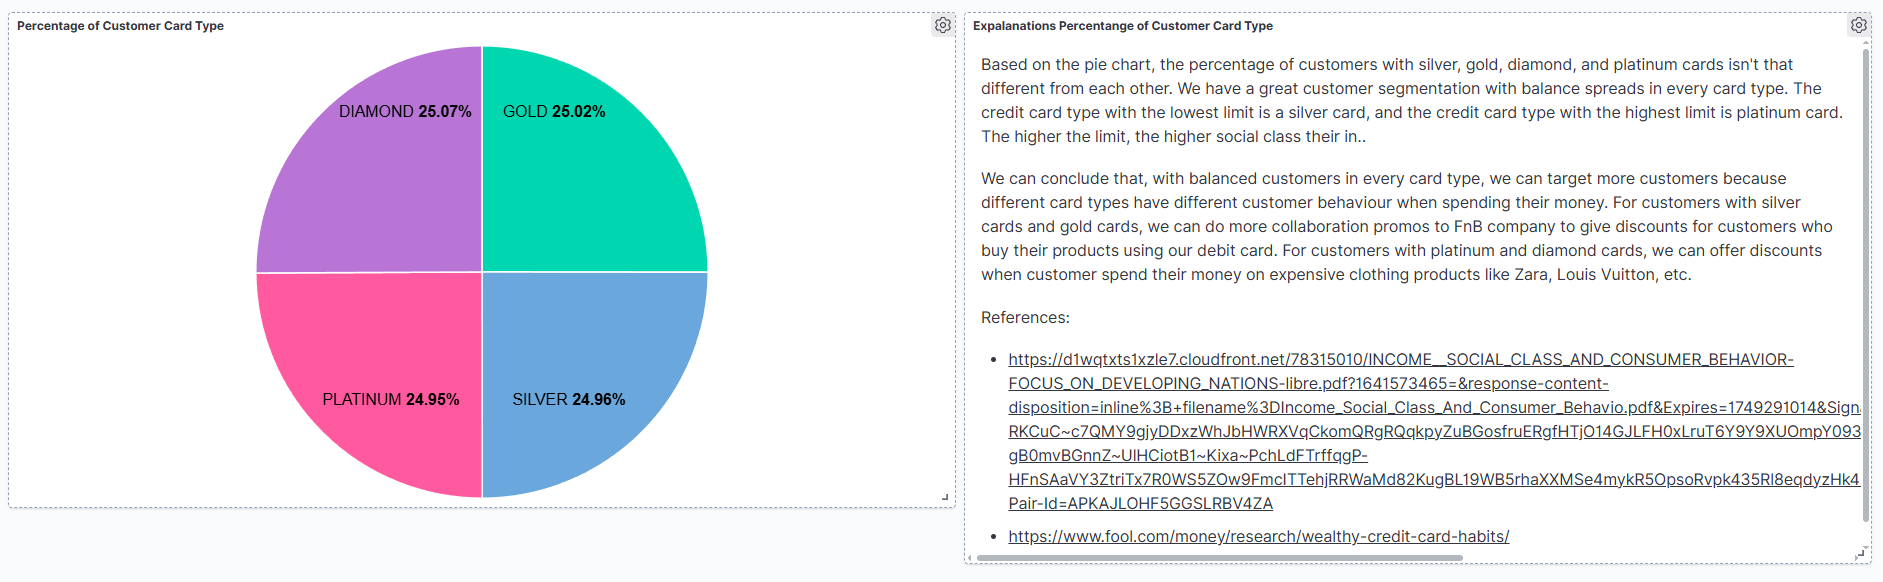 Percentage of Customer Card Type
DIAMOND 25.07%
GOLD 25.02%
PLATINUM 24.95%
SILVER 24.96%
Expalanations Percentange of Customer Card Type
Based on the pie chart, the percentage of customers with silver, gold, diamond, and platinum cards isn't that
different from each other. We have a great customer segmentation with balance spreads in every card type. The
credit card type with the lowest limit is a silver card, and the credit card type with the highest limit is platinum card.
The higher the limit, the higher social class their in..
We can conclude that, with balanced customers in every card type, we can target more customers because
different card types have different customer behaviour when spending their money. For customers with silver
cards and gold cards, we can do more collaboration promos to FnB company to give discounts for customers who
buy their products using our debit card. For customers with platinum and diamond cards, we can offer discounts
when customer spend their money on expensive clothing products like Zara, Louis Vuitton, etc.
References:
https://d1wqtxts1xzle7.cloudfront.net/78315010/INCOME__SOCIAL_CLASS_AND_CONSUMER_BEHAVIOR-
FOCUS_ON_DEVELOPING_NATIONS-libre.pdf?1641573465=&response-content-
disposition=inline%3B+filename%3DIncome_Social_Class_And_Consumer_Behavio.pdf&Expires=1749291014&Sign
RKCuC~c7QMY9gjyDDxzWhJbHWRXVqCkomQRgRQqkpyZuBGosfruERgfHTjO14GJLFH0xLruT6Y9Y9XUOmpY093
gB0mvBGnnZ~UlHCiotB1~Kixa~PchLdFTrffqgP-
HFnSAaVY3ZtriTx7R0WS5ZOw9FmcITTehjRRWaMd82KugBL19WB5rhaXXMSe4mykR5OpsoRvpk435Rl8eqdyzHk4
Pair-Id=APKAJLOHF5GGSLRBV4ZA
https://www.fool.com/money/research/wealthy-credit-card-habits/